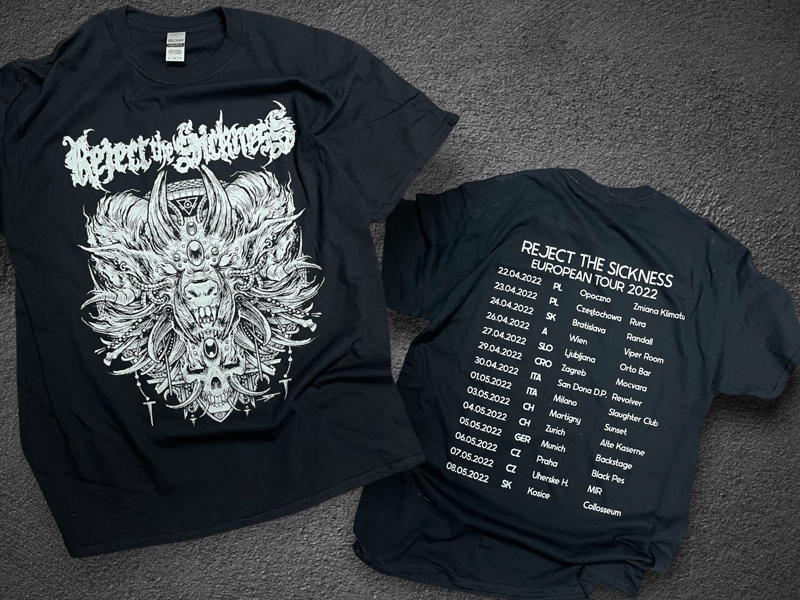 GILDAN
Reject the Sickness
REJECT THE SICKNESS
EUROPEAN TOUR 2022
22.04.2022 PL Opoczno Zmiana Klimatu
23.04.2022 PL Częstochowa Rura
24.04.2022 SK Bratislava Randall
26.04.2022 A Wien Viper Room
27.04.2022 SLO Ljubljana Orto Bar
29.04.2022 CRO Zagreb Mocvara
30.04.2022 ITA San Dona D.P. Revolver
01.05.2022 ITA Milano Slaughter Club
03.05.2022 CH Martigny Sunset
04.05.2022 CH Zurich Alte Kaserne
05.05.2022 GER Munich Backstage
06.05.2022 CZ Praha Black Pes
07.05.2022 CZ Uherske H. MIR
08.05.2022 SK Kosice Collosseum